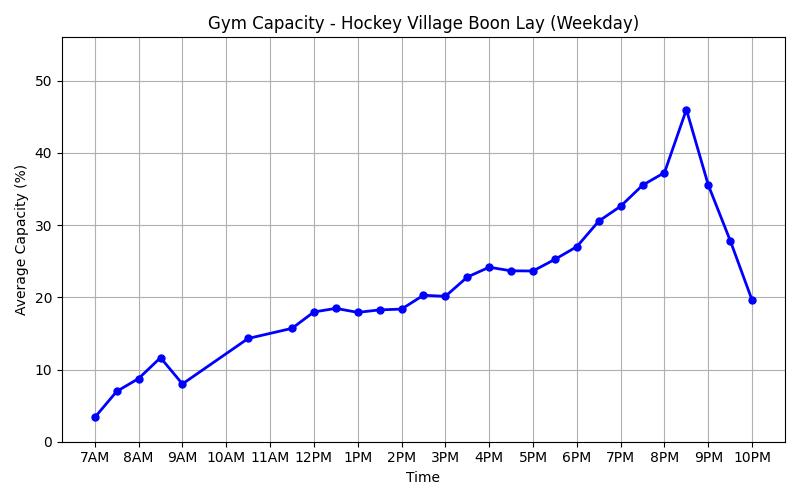 Gym Capacity - Hockey Village Boon Lay (Weekday)
Average Capacity (%)
50
40
30
20
10
0
7AM 8AM 9AM 10AM 11AM 12PM 1PM 2PM 3PM 4PM 5PM 6PM 7PM 8PM 9PM 10PM
Time